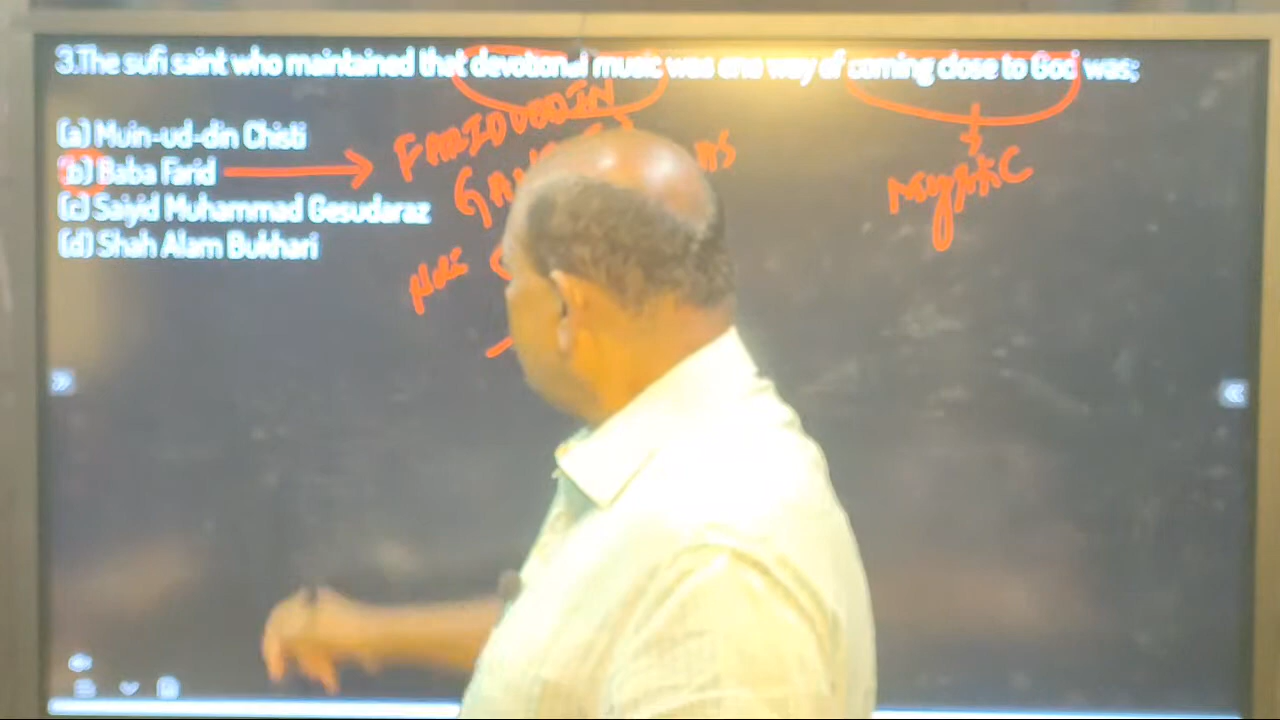 3.The sufi saint who maintained that devotional music was one way of coming close to God was;
(a) Muin-ud-din Chisti
(b) Baba Farid
(c) Saiyid Muhammad Gesudaraz
(d) Shah Alam Bukhari
FARIDUDDIN